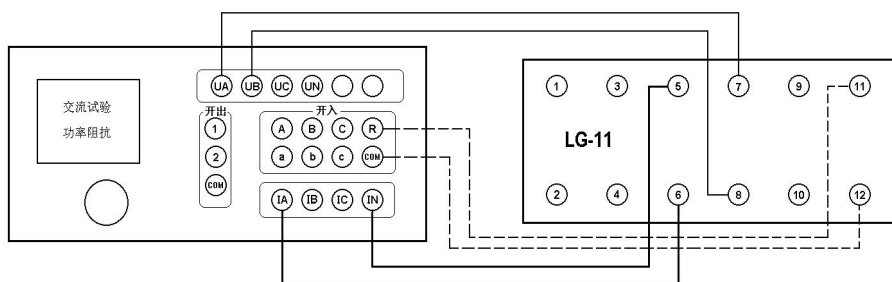 交流试验
功率阻抗
UA UB UC UN
开出
开入
1
2
COM
A B C R
a b c COM
IA IB IC IN
LG-11
1 3 5 7 9 11
2 4 6 8 10 12